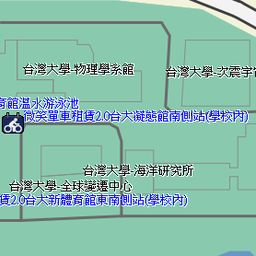 台灣大學-物理學系館
台灣大學-次震宇宙
育館溫水游泳池
微笑單車租賃2.0台大凝態館南側站(學校內)
台灣大學-海洋研究所
台灣大學-全球變遷中心
賃2.0台大新體育館東南側站(學校內)